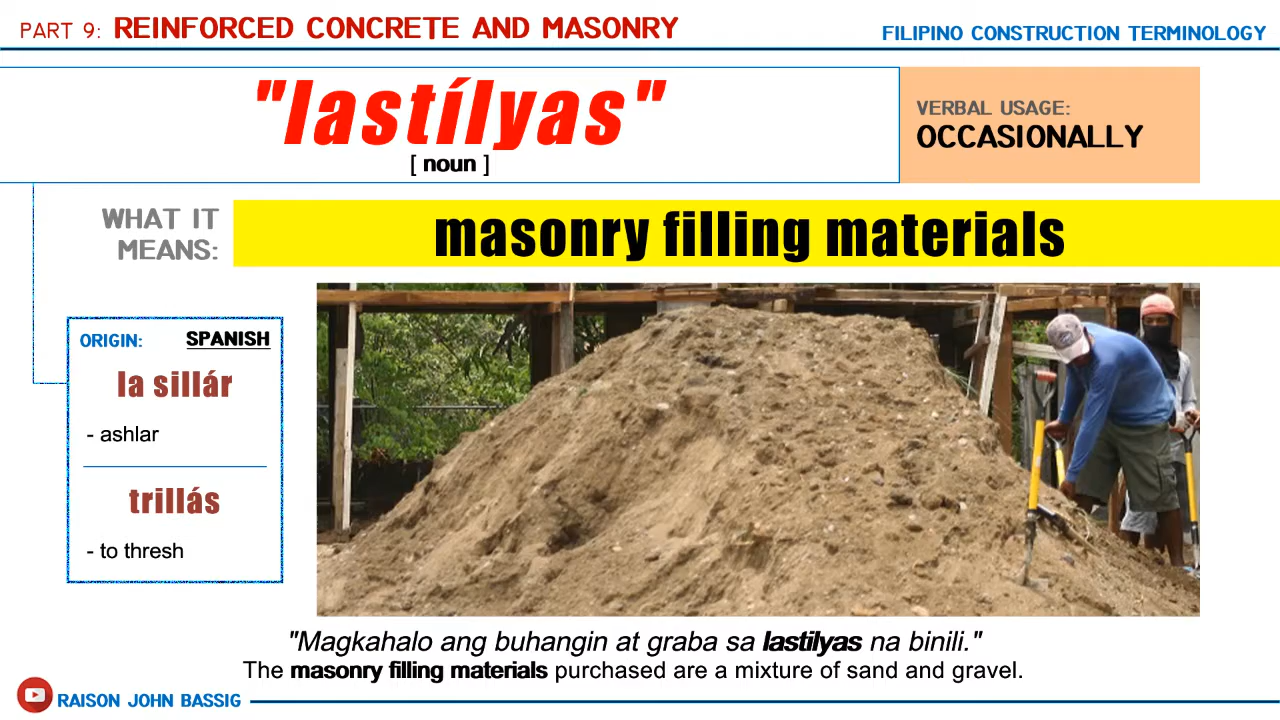 PART 9: REINFORCED CONCRETE AND MASONRY
FILIPINO CONSTRUCTION TERMINOLOGY
"lastílyas"
[ noun ]
VERBAL USAGE:
OCCASIONALLY
WHAT IT
MEANS:
masonry filling materials
ORIGIN: SPANISH
la sillár
- ashlar
trillás
- to thresh
"Magkahalo ang buhangin at graba sa lastilyas na binili."
The masonry filling materials purchased are a mixture of sand and gravel.
RAISON JOHN BASSIG